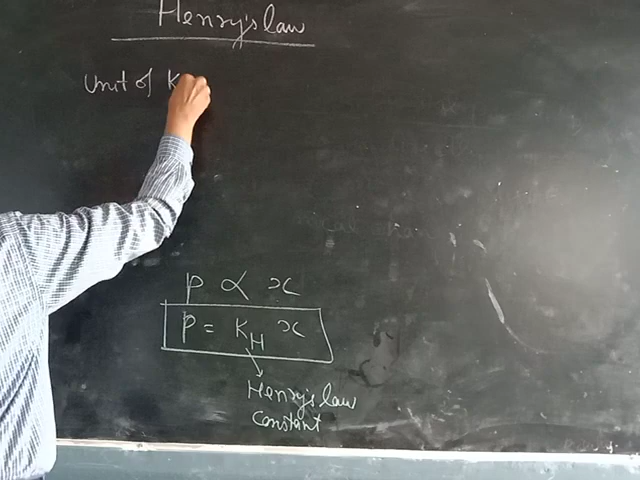 Henry's law
Unit of K
p ∝ x
p = K_H x
Henry's law
Constant